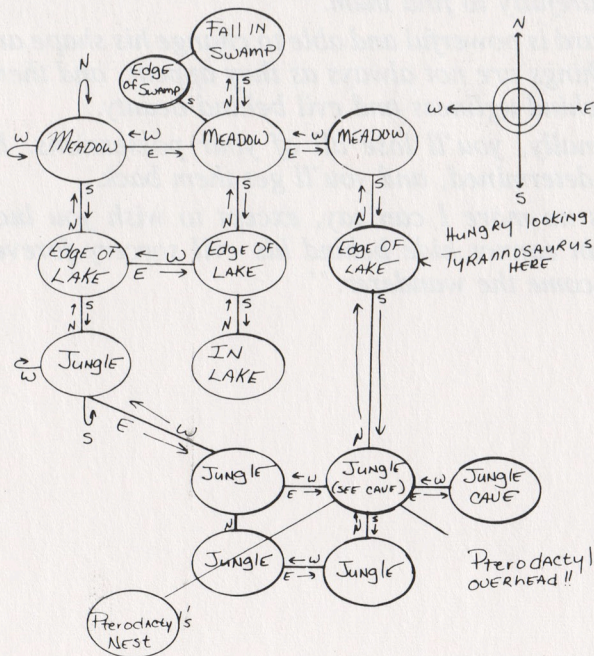 FALL IN
SWAMP
Edge
of Swamp
N
S
N
S
N
W
E
S
W
MEADOW
W
E
MEADOW
W
E
MEADOW
S
N
S
N
S
N
Edge OF
LAKE
W
E
Edge OF
LAKE
Edge OF
LAKE
HUNGRY looking
TYRANNOSAURUS
HERE
S
N
S
N
S
JUNGLE
W
S
IN
LAKE
E
W
N
JUNGLE
W
E
JUNGLE
(SEE CAVE)
W
E
JUNGLE
CAVE
N
N
S
JUNGLE
W
E
JUNGLE
PTERODACTYL
OVERHEAD!!
PTERODACTYL'S
NEST